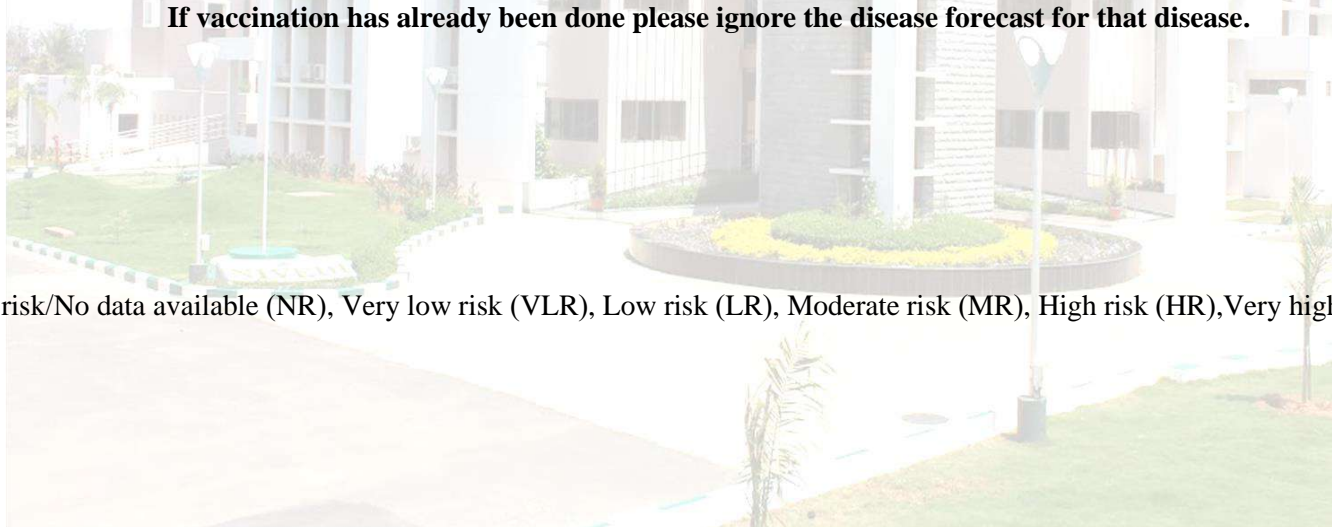 If vaccination has already been done please ignore the disease forecast for that disease.
NIVEDI
risk/No data available (NR), Very low risk (VLR), Low risk (LR), Moderate risk (MR), High risk (HR),Very high